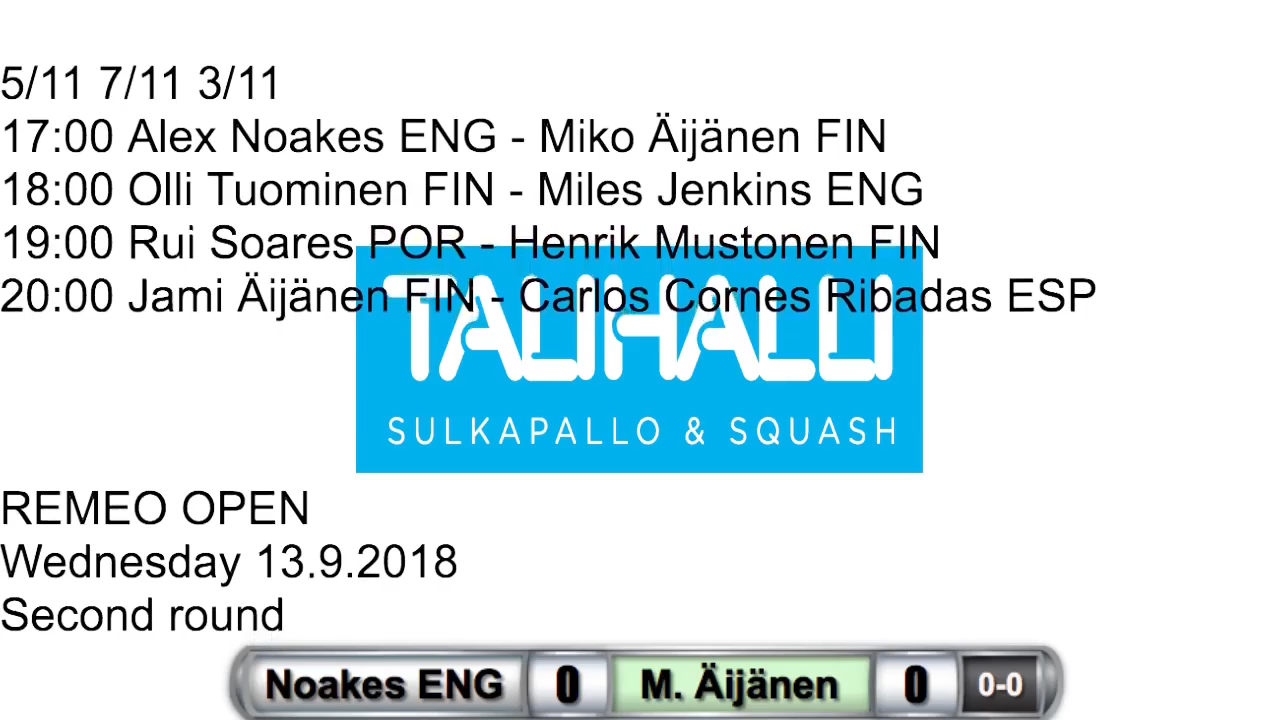 5/11 7/11 3/11
17:00 Alex Noakes ENG - Miko Äijänen FIN
18:00 Olli Tuominen FIN - Miles Jenkins ENG
19:00 Rui Soares POR - Henrik Mustonen FIN
20:00 Jami Äijänen FIN - Carlos Cornes Ribadas ESP
TALIHALLI
SULKAPALLO & SQUASH
REMEO OPEN
Wednesday 13.9.2018
Second round
Noakes ENG 0 M. Äijänen 0 0-0